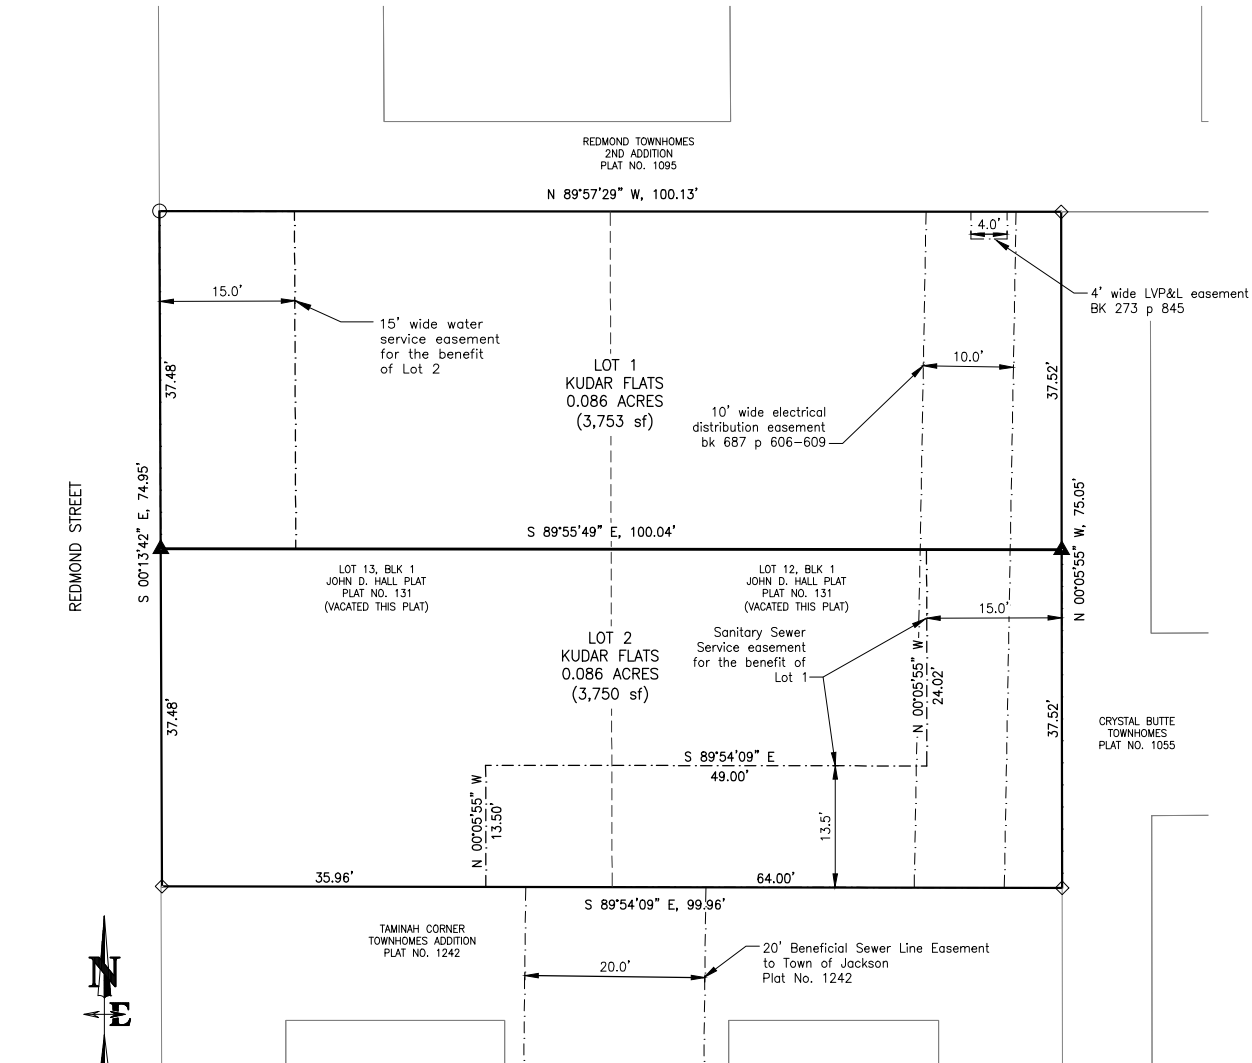 REDMOND TOWNHOMES
2ND ADDITION
PLAT NO. 1095
N 89°57'29" W, 100.13'
4.0'
4' wide LVP&L easement
BK 273 p 845
15.0'
15' wide water
service easement
for the benefit
of Lot 2
37.48'
LOT 1
KUDAR FLATS
0.086 ACRES
(3,753 sf)
10.0'
37.52'
10' wide electrical
distribution easement
bk 687 p 606-609
REDMOND STREET
S 00°13'42" E, 74.95'
S 89°55'49" E, 100.04'
N 00°05'55" W, 75.05'
LOT 13, BLK 1
JOHN D. HALL PLAT
PLAT NO. 131
(VACATED THIS PLAT)
LOT 12, BLK 1
JOHN D. HALL PLAT
PLAT NO. 131
(VACATED THIS PLAT)
15.0'
Sanitary Sewer
Service easement
for the benefit of
Lot 1
LOT 2
KUDAR FLATS
0.086 ACRES
(3,750 sf)
N 00°05'55" W
24.02'
37.48'
37.52'
CRYSTAL BUTTE
TOWNHOMES
PLAT NO. 1055
S 89°54'09" E
49.00'
N 00°05'55" W
13.50'
13.5'
35.96'
64.00'
S 89°54'09" E, 99.96'
TAMINAH CORNER
TOWNHOMES ADDITION
PLAT NO. 1242
20.0'
20' Beneficial Sewer Line Easement
to Town of Jackson
Plat No. 1242
N
E